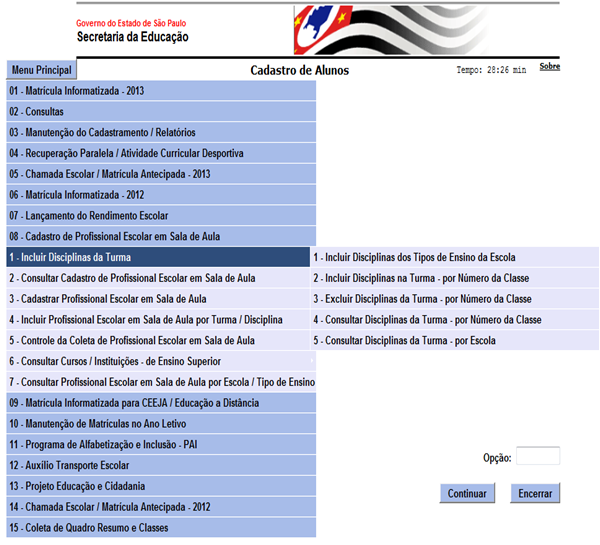 Governo do Estado de São Paulo
Secretaria da Educação
Menu Principal
Cadastro de Alunos
Tempo: 28:26 min
Sobre
01 - Matrícula Informatizada - 2013
02 - Consultas
03 - Manutenção do Cadastramento / Relatórios
04 - Recuperação Paralela / Atividade Curricular Desportiva
05 - Chamada Escolar / Matrícula Antecipada - 2013
06 - Matrícula Informatizada - 2012
07 - Lançamento do Rendimento Escolar
08 - Cadastro de Profissional Escolar em Sala de Aula
1 - Incluir Disciplinas da Turma
1 - Incluir Disciplinas dos Tipos de Ensino da Escola
2 - Consultar Cadastro de Profissional Escolar em Sala de Aula
2 - Incluir Disciplinas na Turma - por Número da Classe
3 - Cadastrar Profissional Escolar em Sala de Aula
3 - Excluir Disciplinas da Turma - por Número da Classe
4 - Incluir Profissional Escolar em Sala de Aula por Turma / Disciplina
4 - Consultar Disciplinas da Turma - por Número da Classe
5 - Controle da Coleta de Profissional Escolar em Sala de Aula
5 - Consultar Disciplinas da Turma - por Escola
6 - Consultar Cursos / Instituições - de Ensino Superior
7 - Consultar Profissional Escolar em Sala de Aula por Escola / Tipo de Ensino
09 - Matrícula Informatizada para CEEJA / Educação a Distância
10 - Manutenção de Matrículas no Ano Letivo
11 - Programa de Alfabetização e Inclusão - PAI
12 - Auxílio Transporte Escolar
13 - Projeto Educação e Cidadania
14 - Chamada Escolar / Matrícula Antecipada - 2012
15 - Coleta de Quadro Resumo e Classes
Opção:
Continuar
Encerrar